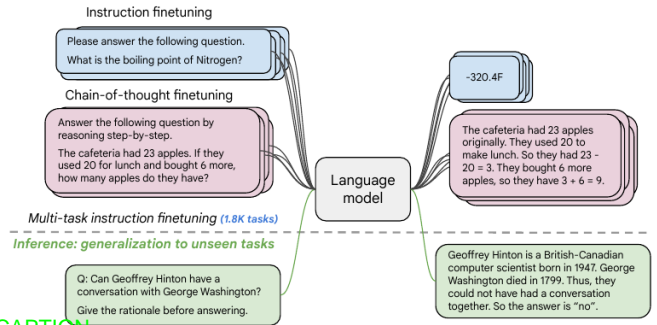 Instruction finetuning
Please answer the following question.
What is the boiling point of Nitrogen?
-320.4F
Chain-of-thought finetuning
Answer the following question by
reasoning step-by-step.
The cafeteria had 23 apples. If they
used 20 for lunch and bought 6 more,
how many apples do they have?
Language
model
The cafeteria had 23 apples
originally. They used 20 to
make lunch. So they had 23 -
20 = 3. They bought 6 more
apples, so they have 3 + 6 = 9.
Multi-task instruction finetuning (1.8K tasks)
Inference: generalization to unseen tasks
Q: Can Geoffrey Hinton have a
conversation with George Washington?
Give the rationale before answering.
Geoffrey Hinton is a British-Canadian
computer scientist born in 1947. George
Washington died in 1799. Thus, they
could not have had a conversation
together. So the answer is “no”.
CAPTION